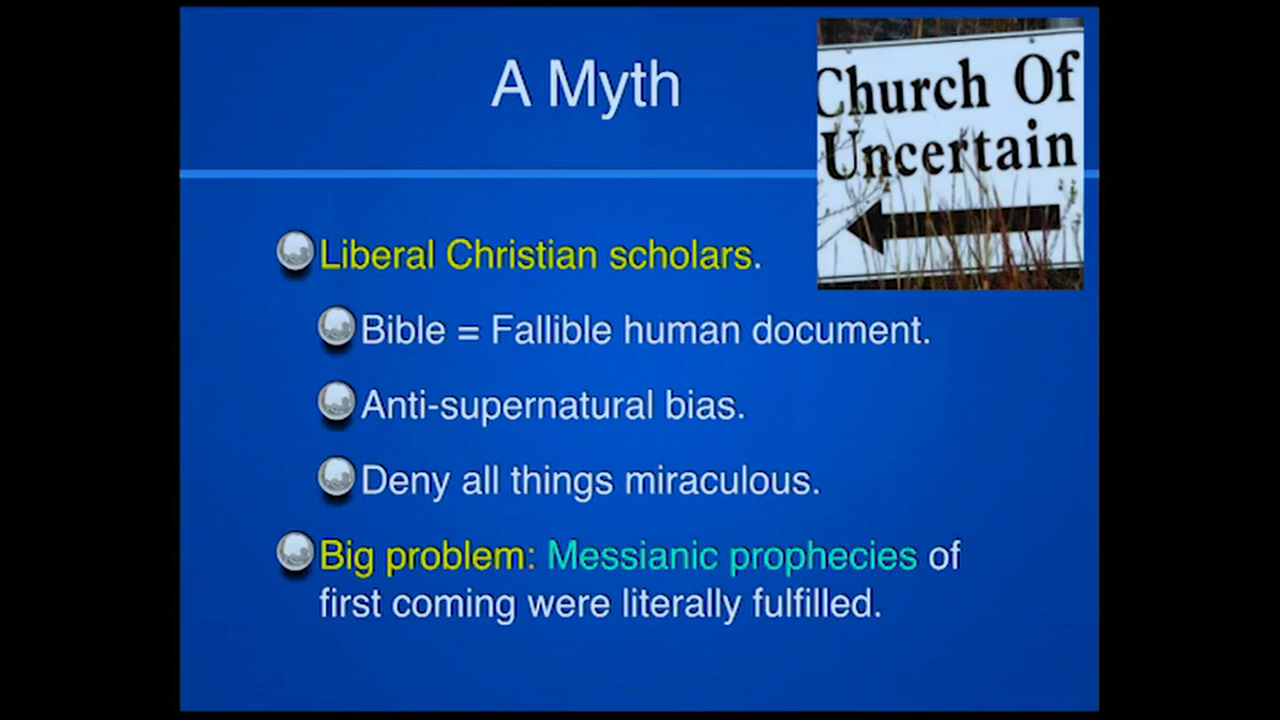 A Myth
Church Of
Uncertain
Liberal Christian scholars.
Bible = Fallible human document.
Anti-supernatural bias.
Deny all things miraculous.
Big problem: Messianic prophecies of
first coming were literally fulfilled.